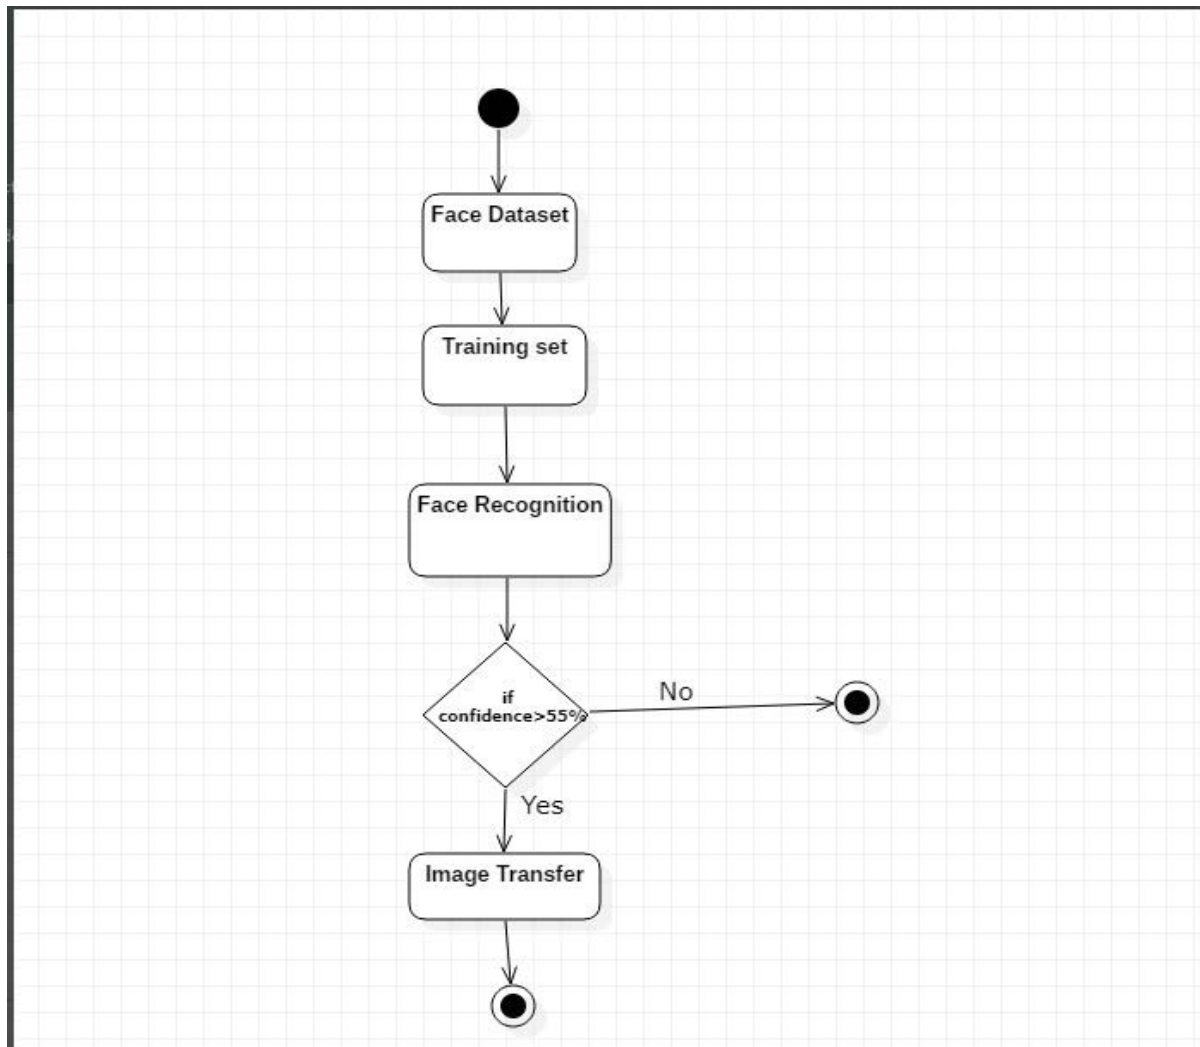 Face Dataset
Training set
Face Recognition
if
confidence>55%
No
Yes
Image Transfer